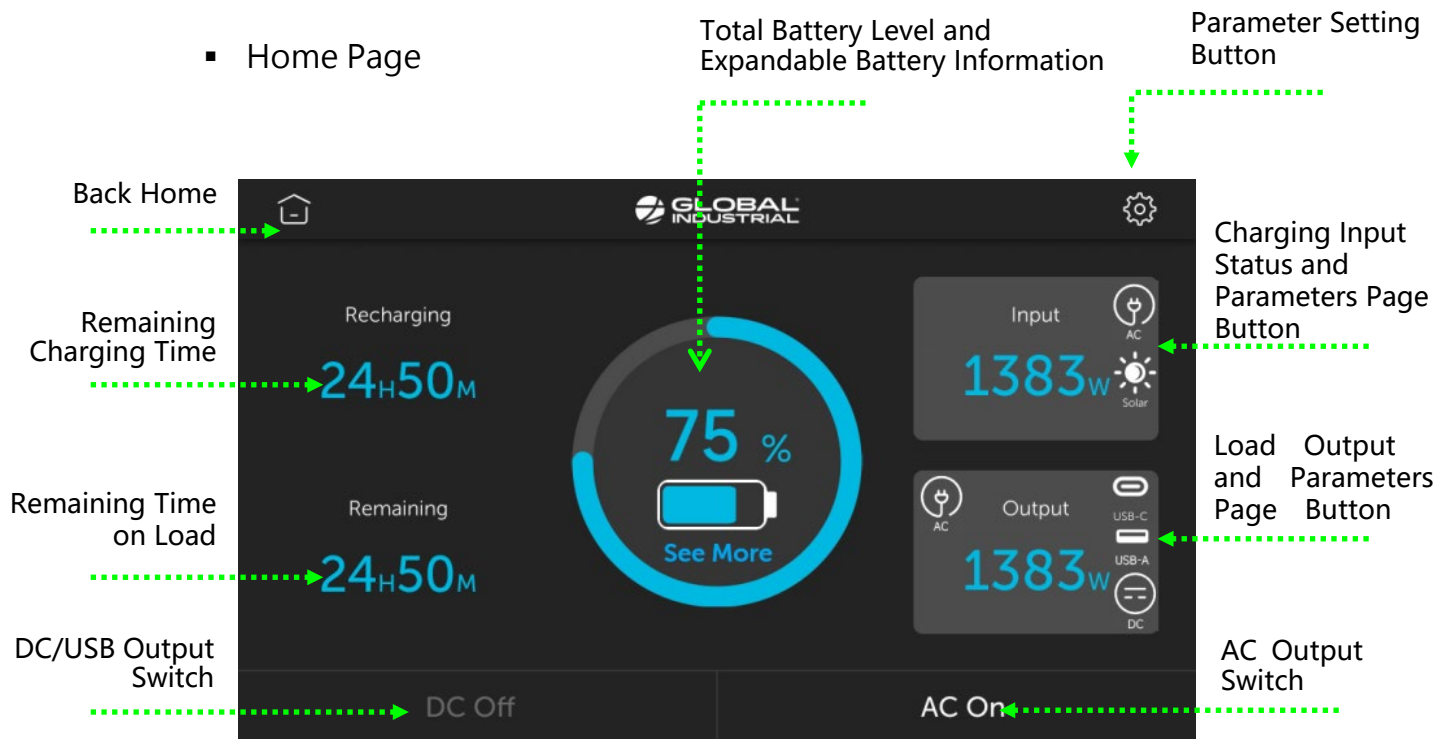 ▪ Home Page
Total Battery Level and
Expandable Battery Information
Parameter Setting
Button
Back Home
GLOBAL
INDUSTRIAL
Remaining
Charging Time
Recharging
24H50M
Input
1383W
AC
Solar
Charging Input
Status and
Parameters Page
Button
75 %
See More
Remaining Time
on Load
Remaining
24H50M
AC
Output
1383W
USB-C
USB-A
DC
Load Output
and Parameters
Page Button
DC/USB Output
Switch
DC Off
AC On
AC Output
Switch